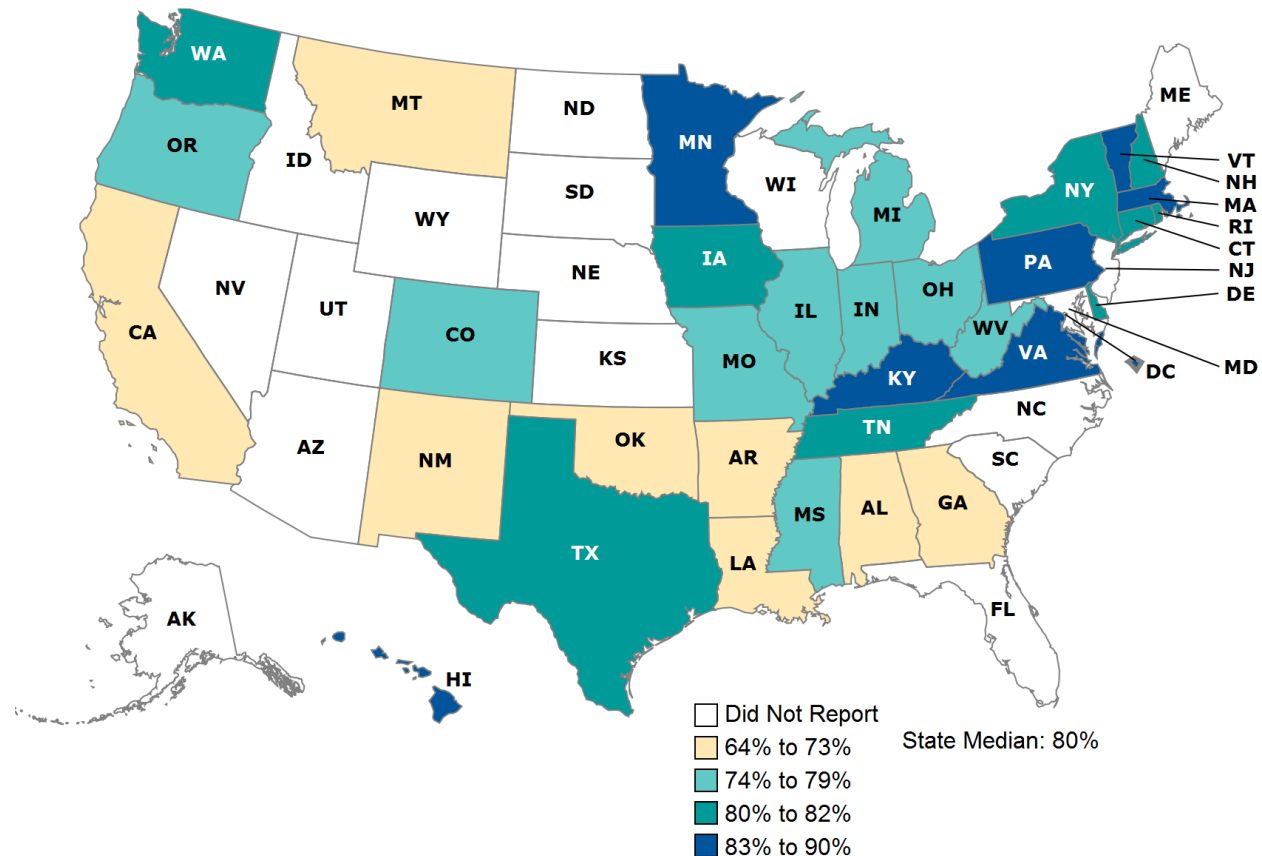 WA
MT
ND
MN
ME
OR
ID
SD
WI
MI
NY
VT
NH
MA
RI
CT
NJ
DE
MD
DC
WY
IA
PA
NE
NV
UT
CO
IL
IN
OH
WV
VA
CA
KS
MO
KY
NC
TN
AZ
NM
OK
AR
SC
MS
AL
GA
TX
LA
FL
AK
HI
Did Not Report
64% to 73%
State Median: 80%
74% to 79%
80% to 82%
83% to 90%